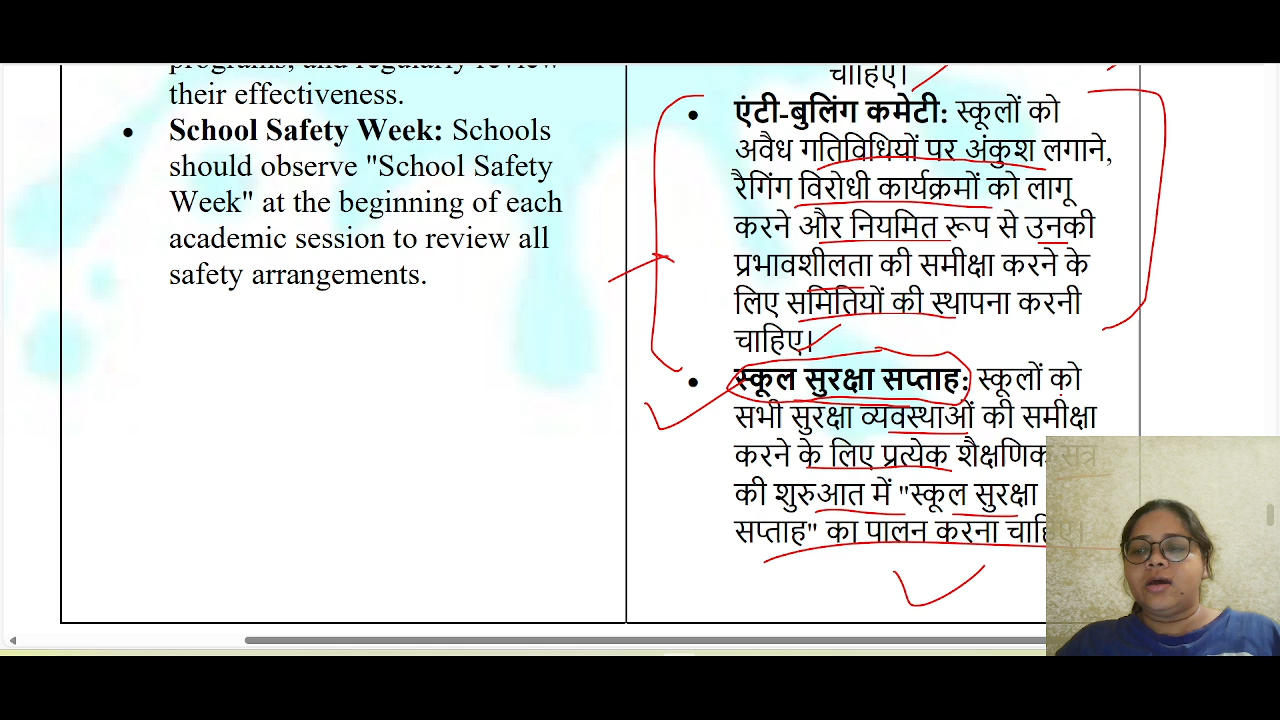 programs, and regularly review
their effectiveness.
• School Safety Week: Schools
should observe "School Safety
Week" at the beginning of each
academic session to review all
safety arrangements.
चाहिए।
• एंटी-बुलिंग कमेटी: स्कूलों को
अवैध गतिविधियों पर अंकुश लगाने,
रैगिंग विरोधी कार्यक्रमों को लागू
करने और नियमित रूप से उनकी
प्रभावशीलता की समीक्षा करने के
लिए समितियों की स्थापना करनी
चाहिए।
• स्कूल सुरक्षा सप्ताह: स्कूलों को
सभी सुरक्षा व्यवस्थाओं की समीक्षा
करने के लिए प्रत्येक शैक्षणिक सत्र
की शुरुआत में "स्कूल सुरक्षा
सप्ताह" का पालन करना चाहिए।